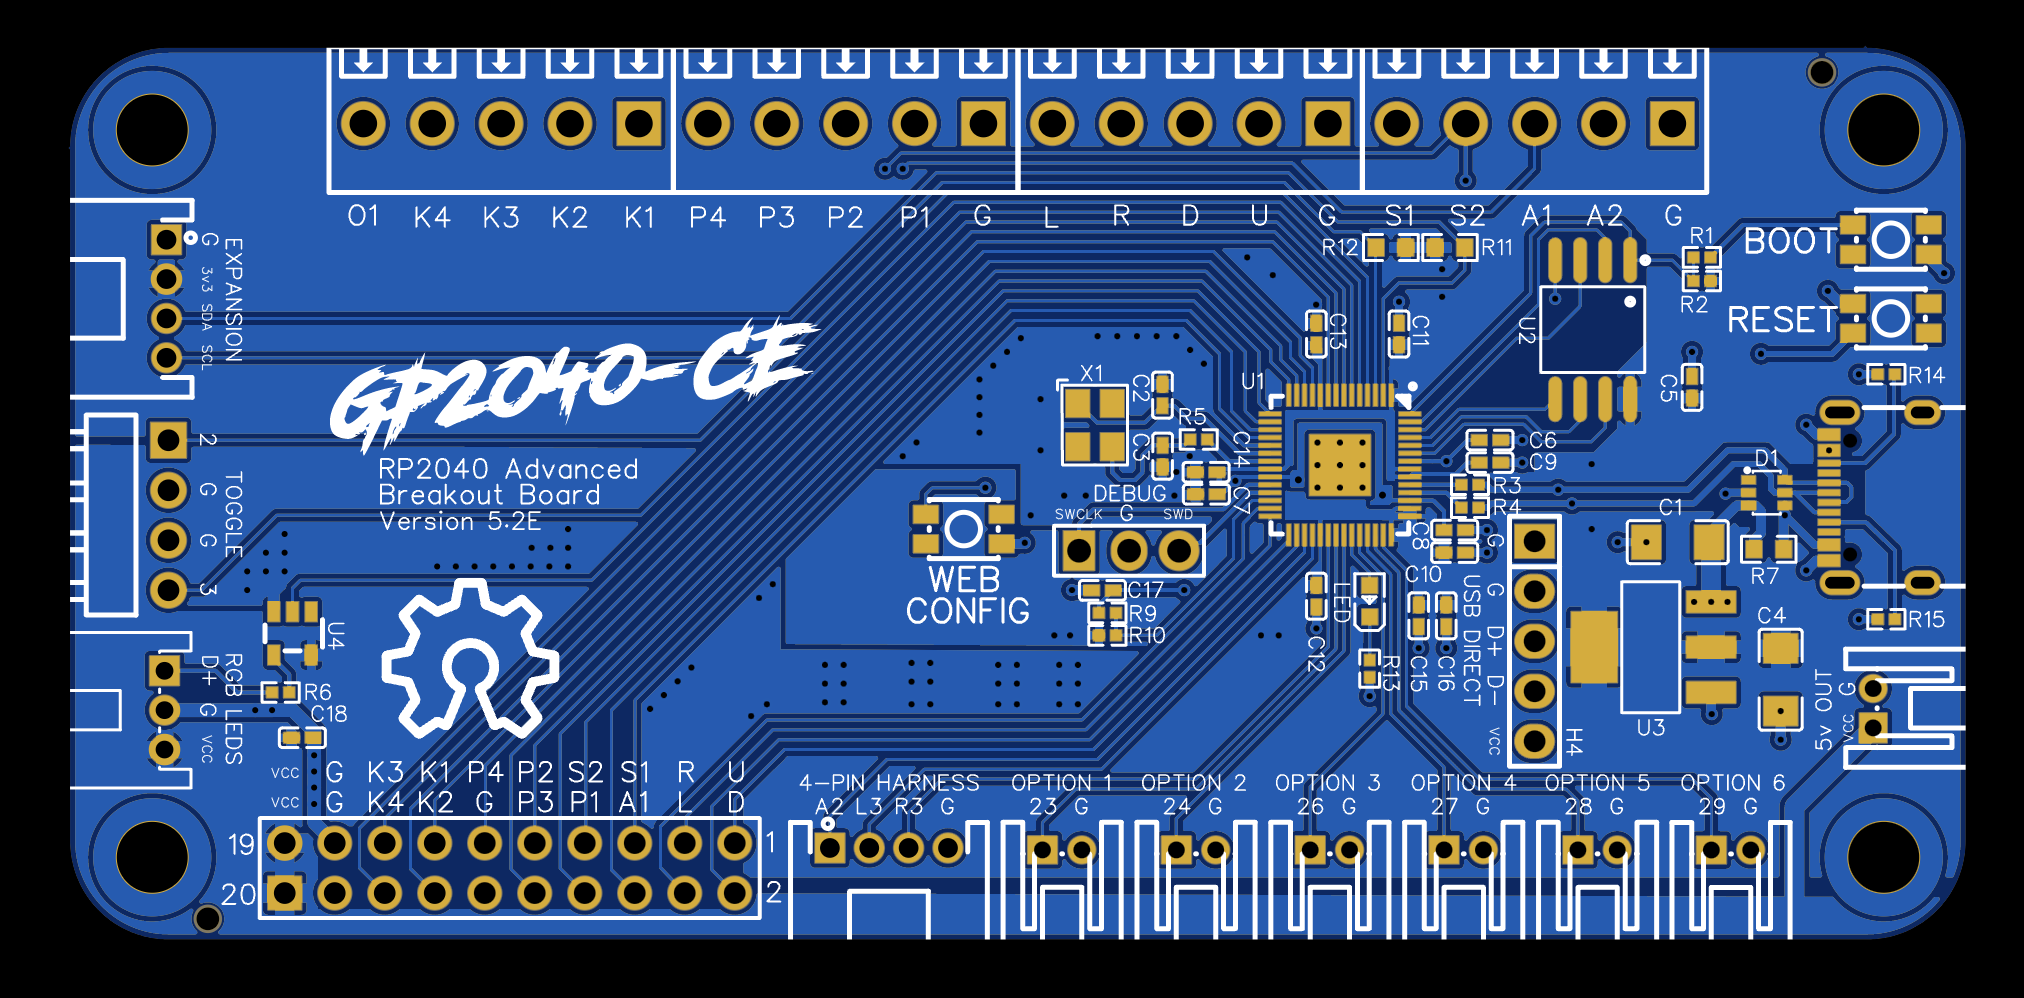 O1 K4 K3 K2 K1 P4 P3 P2 P1 G L R D U G S1 S2 A1 A2 G
R12 R11
R1
R2
BOOT
RESET
R14
EXPANSION
G 3v3 SDA SCL
GP2040-CE
RP2040 Advanced
Breakout Board
Version 5.2E
C13 C11
U2
C5
X1
C2
C3
R5
U1
C14
C7
C6
C9
R3
R4
C8
C10
DEBUG
SWCLK G SWD
WEB
CONFIG
C17
R9
R10
LED
C12
R13
C15 C16
USB DIRECT
G G D+ D- VCC
H4
D1
C1
R7
C4
U3
R15
5v OUT
G VCC
TOGGLE
2 G G 3
U4
RGB LEDS
D+ G VCC
R6
C18
VCC G K3 K1 P4 P2 S2 S1 R U
VCC G K4 K2 G P3 P1 A1 L D
19 1
20 2
4-PIN HARNESS
A2 L3 R3 G
OPTION 1
23 G
OPTION 2
24 G
OPTION 3
26 G
OPTION 4
27 G
OPTION 5
28 G
OPTION 6
29 G